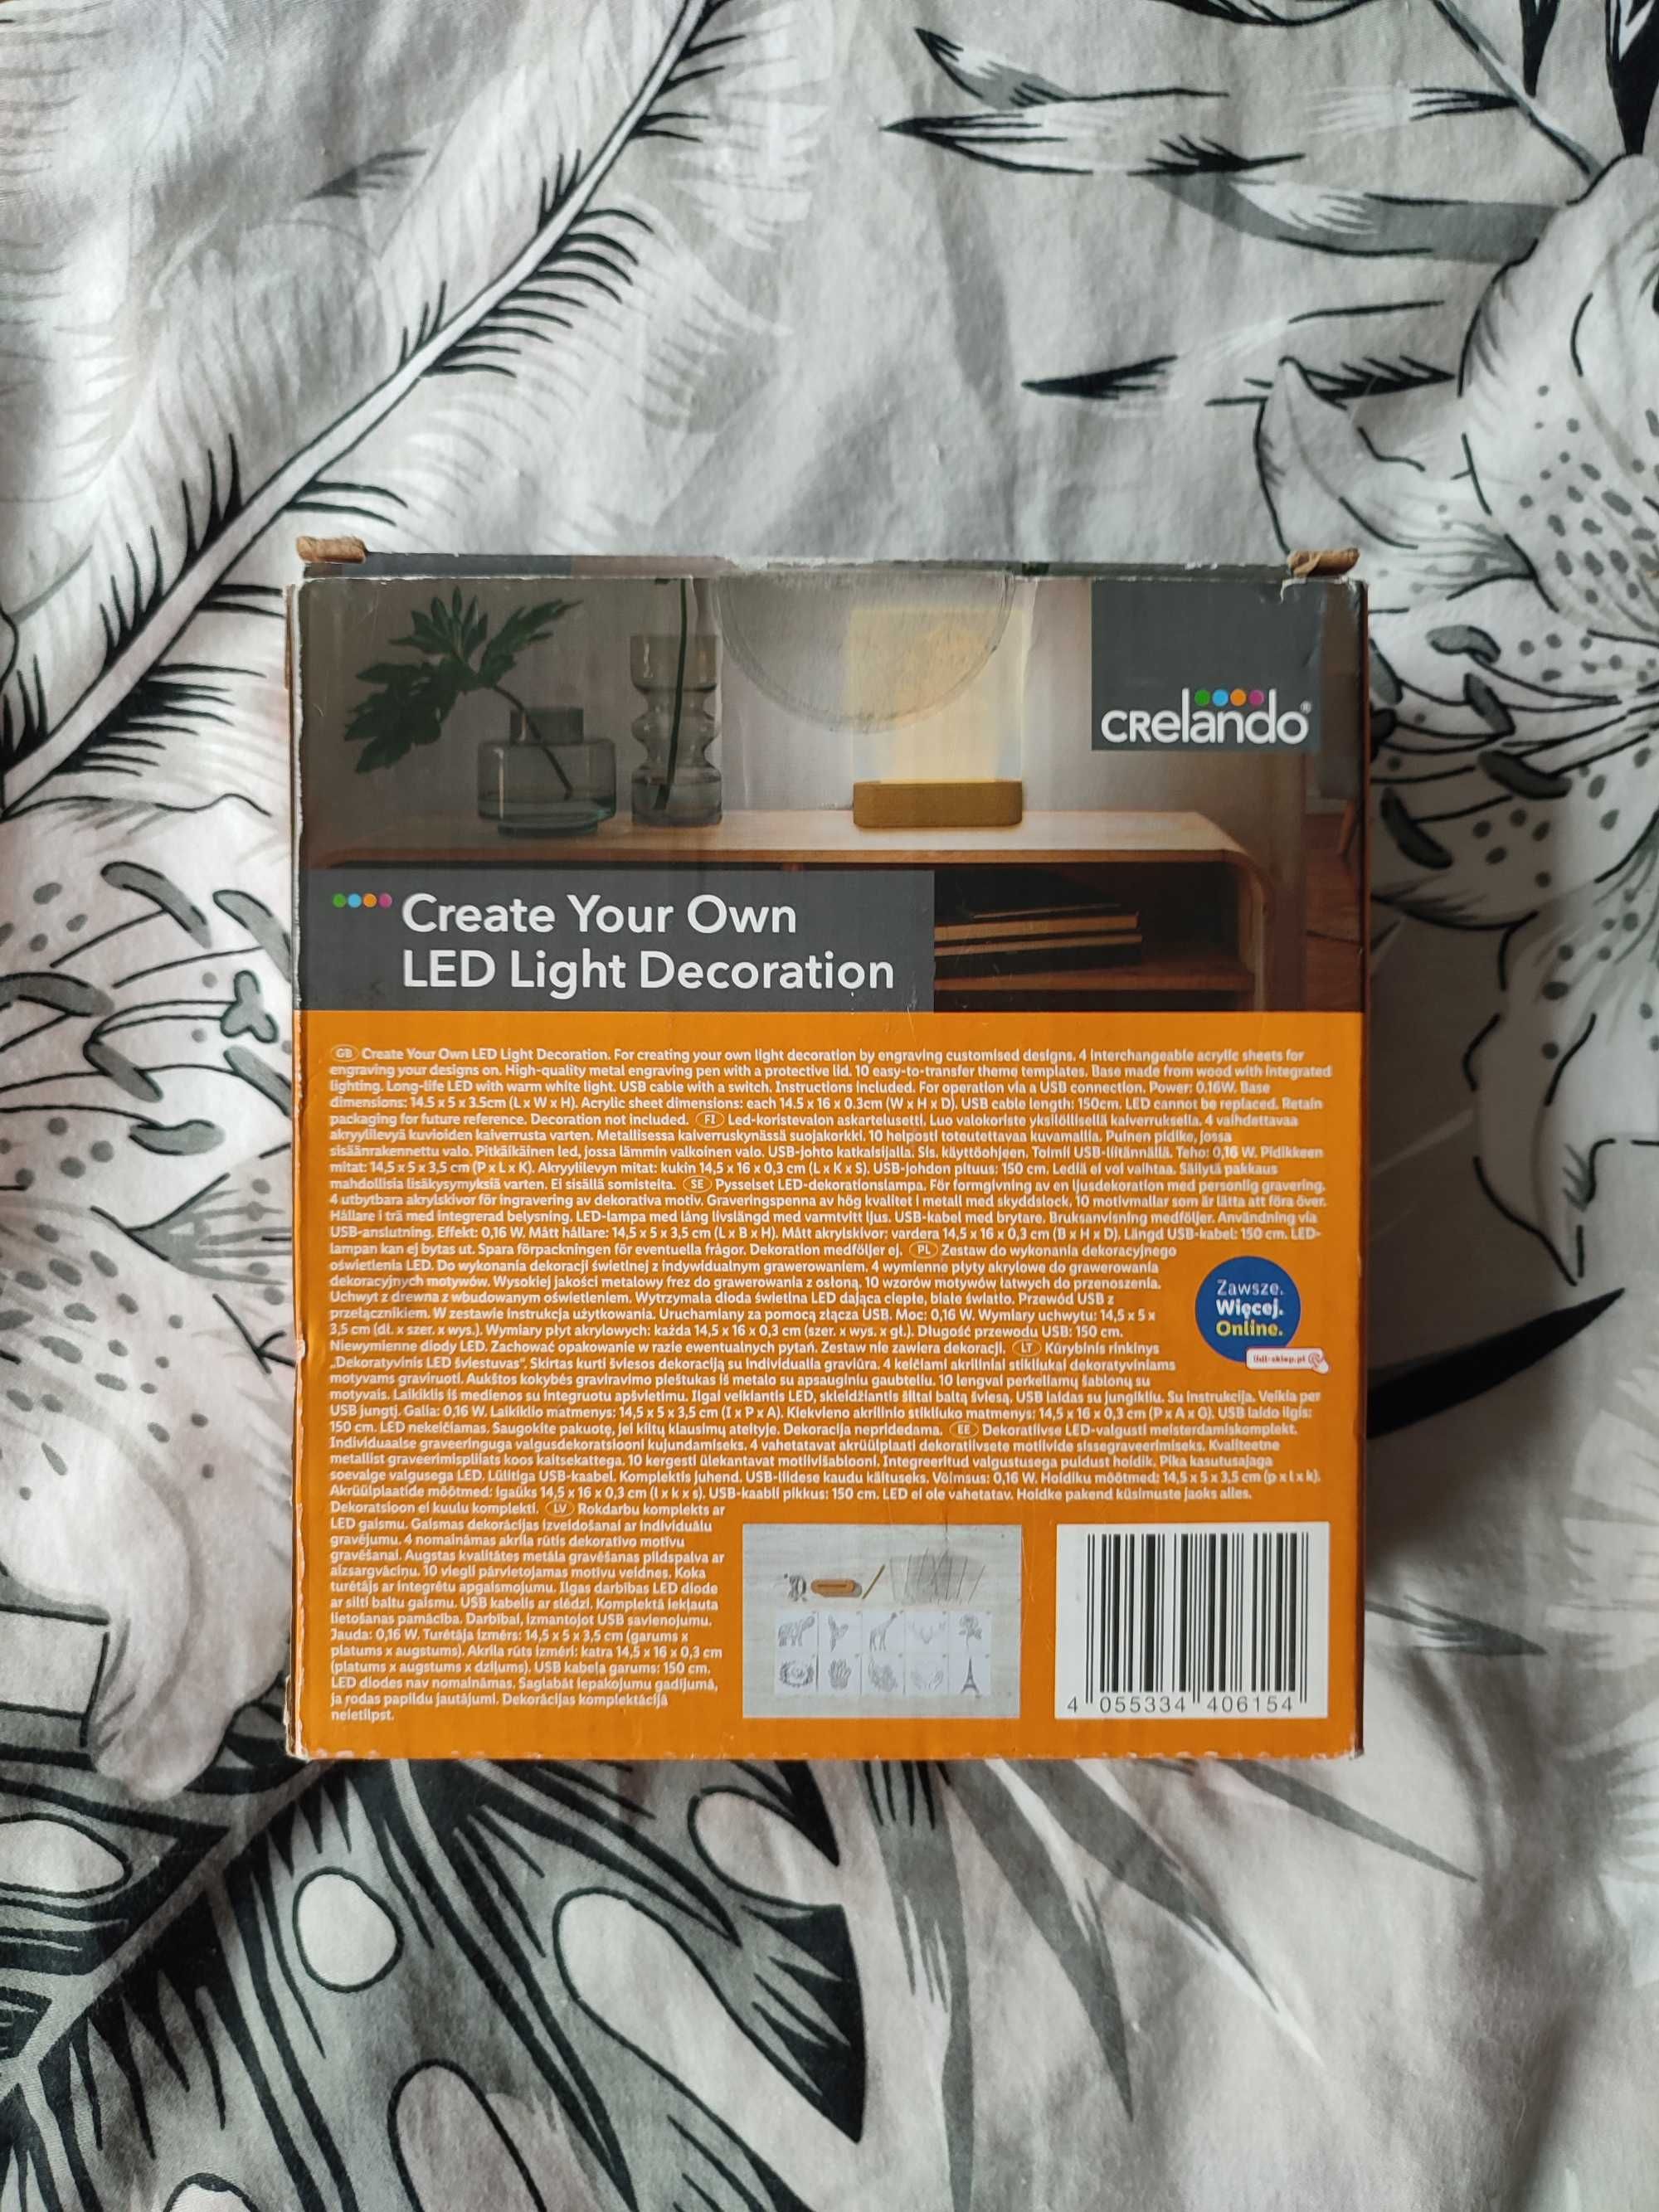 crelando®
Create Your Own
LED Light Decoration
GB Create Your Own LED Light Decoration. For creating your own light decoration by engraving customised designs. 4 interchangeable acrylic sheets for
engraving your designs on. High-quality metal engraving pen with a protective lid. 10 easy-to-transfer theme templates. Base made from wood with integrated
lighting. Long-life LED with warm white light. USB cable with a switch. Instructions included. For operation via a USB connection. Power: 0.16W. Base
dimensions: 14.5 x 5 x 3.5cm (L x W x H). Acrylic sheet dimensions: each 14.5 x 16 x 0.3cm (W x H x D). USB cable length: 150cm. LED cannot be replaced. Retain
packaging for future reference. Decoration not included. FI Led-koristevalon askartelusetti. Luo valokoriste yksilöllisellä kaiverruksella. 4 vaihdettavaa
akryylilevyä kuvioiden kaiverrusta varten. Metallisessa kaiverruskynässä suojakorkki. 10 helposti toteutettavaa kuvamallia. Puinen pidike, jossa
sisäänrakennettu valo. Pitkäikäinen led, jossa lämmin valkoinen valo. USB-johto katkaisijalla. Sis. käyttöohjeen. Toimii USB-liitännällä. Teho: 0,16 W. Pidikkeen
mitat: 14,5 x 5 x 3,5 cm (P x L x K). Akryylilevyn mitat: kukin 14,5 x 16 x 0,3 cm (L x K x S). USB-johdon pituus: 150 cm. Lediä ei voi vaihtaa. Säilytä pakkaus
mahdollisia lisäkysymyksiä varten. Ei sisällä somisteita. SE Pysselset LED-dekorationslampa. För formgivning av en ljusdekoration med personlig gravering.
4 utbytbara akrylskivor för ingravering av dekorativa motiv. Graveringspenna av hög kvalitet i metall med skyddslock. 10 motivmallar som är lätta att föra över.
Hållare i trä med integrerad belysning. LED-lampa med lång livslängd med varmtvitt ljus. USB-kabel med brytare. Bruksanvisning medföljer. Användning via
USB-anslutning. Effekt: 0,16 W. Mått hållare: 14,5 x 5 x 3,5 cm (L x B x H). Mått akrylskivor: vardera 14,5 x 16 x 0,3 cm (B x H x D). Längd USB-kabel: 150 cm. LED-
lampan kan ej bytas ut. Spara förpackningen för eventuella frågor. Dekoration medföljer ej. PL Zestaw do wykonania dekoracyjnego
oświetlenia LED. Do wykonania dekoracji świetlnej z indywidualnym grawerowaniem. 4 wymienne płyty akrylowe do grawerowania
dekoracyjnych motywów. Wysokiej jakości metalowy frez do grawerowania z osłoną. 10 wzorów motywów łatwych do przenoszenia.
Uchwyt z drewna z wbudowanym oświetleniem. Wytrzymała dioda świetlna LED dająca ciepłe, białe światło. Przewód USB z
przełącznikiem. W zestawie instrukcja użytkowania. Uruchamiany za pomocą złącza USB. Moc: 0,16 W. Wymiary uchwytu: 14,5 x 5 x
3,5 cm (dł. x szer. x wys.). Wymiary płyt akrylowych: każda 14,5 x 16 x 0,3 cm (szer. x wys. x gł.). Długość przewodu USB: 150 cm.
Niewymienne diody LED. Zachować opakowanie w razie ewentualnych pytań. Zestaw nie zawiera dekoracji. LT Kūrybinis rinkinys
„Dekoratyvinis LED šviestuvas". Skirtas kurti šviesos dekoraciją su individualia graviūra. 4 keičiami akriliniai stikliukai dekoratyviniams
motyvams graviruoti. Aukštos kokybės graviravimo pieštukas iš metalo su apsauginiu gaubteliu. 10 lengvai perkeliamų šablonų su
motyvais. Laikiklis iš medienos su integruotu apšvietimu. Ilgai veikiantis LED, skleidžiantis šiltai baltą šviesą. USB laidas su jungikliu. Su instrukcija. Veikia per
USB jungtį. Galia: 0,16 W. Laikiklio matmenys: 14,5 x 5 x 3,5 cm (I x P x A). Kiekvieno akrilinio stikliuko matmenys: 14,5 x 16 x 0,3 cm (P x A x G). USB laido ilgis:
150 cm. LED nekeičiamas. Saugokite pakuotę, jei kiltų klausimų ateityje. Dekoracija nepridedama. EE Dekoratiivse LED-valgusti meisterdamiskomplekt.
Individuaalse graveeringuga valgusdekoratsiooni kujundamiseks. 4 vahetatavat akrüülplaati dekoratiivsete motiivide sissegraveerimiseks. Kvaliteetne
metallist graveerimispliiats koos kaitsekattega. 10 kergesti ülekantavat motiivišablooni. Integreeritud valgustusega puidust hoidik. Pika kasutusajaga
soevalge valgusega LED. Lülitiga USB-kaabel. Komplektis juhend. USB-liidese kaudu käituseks. Võimsus: 0,16 W. Hoidiku mõõtmed: 14,5 x 5 x 3,5 cm (p x l x k).
Akrüülplaatide mõõtmed: igaüks 14,5 x 16 x 0,3 cm (l x k x s). USB-kaabli pikkus: 150 cm. LED ei ole vahetatav. Hoidke pakend küsimuste jaoks alles.
Dekoratsioon ei kuulu komplekti. LV Rokdarbu komplekts ar
LED gaismu. Gaismas dekorācijas izveidošanai ar individuālu
gravējumu. 4 nomaināmas akrila rūtis dekoratīvo motīvu
gravēšanai. Augstas kvalitātes metāla gravēšanas pildspalva ar
aizsargvāciņu. 10 viegli pārvietojamas motīvu veidnes. Koka
turētājs ar integrētu apgaismojumu. Ilgas darbības LED diode
ar silti baltu gaismu. USB kabelis ar slēdzi. Komplektā iekļauta
lietošanas pamācība. Darbībai, izmantojot USB savienojumu.
Jauda: 0,16 W. Turētāja izmērs: 14,5 x 5 x 3,5 cm (garums x
platums x augstums). Akrila rūts izmēri: katra 14,5 x 16 x 0,3 cm
(platums x augstums x dziļums). USB kabeļa garums: 150 cm.
LED diodes nav nomaināmas. Saglabāt iepakojumu gadījumā,
ja rodas papildu jautājumi. Dekorācijas komplektācijā
neietilpst.
Zawsze.
Więcej.
Online.
lidl-sklep.pl
4 055334 406154